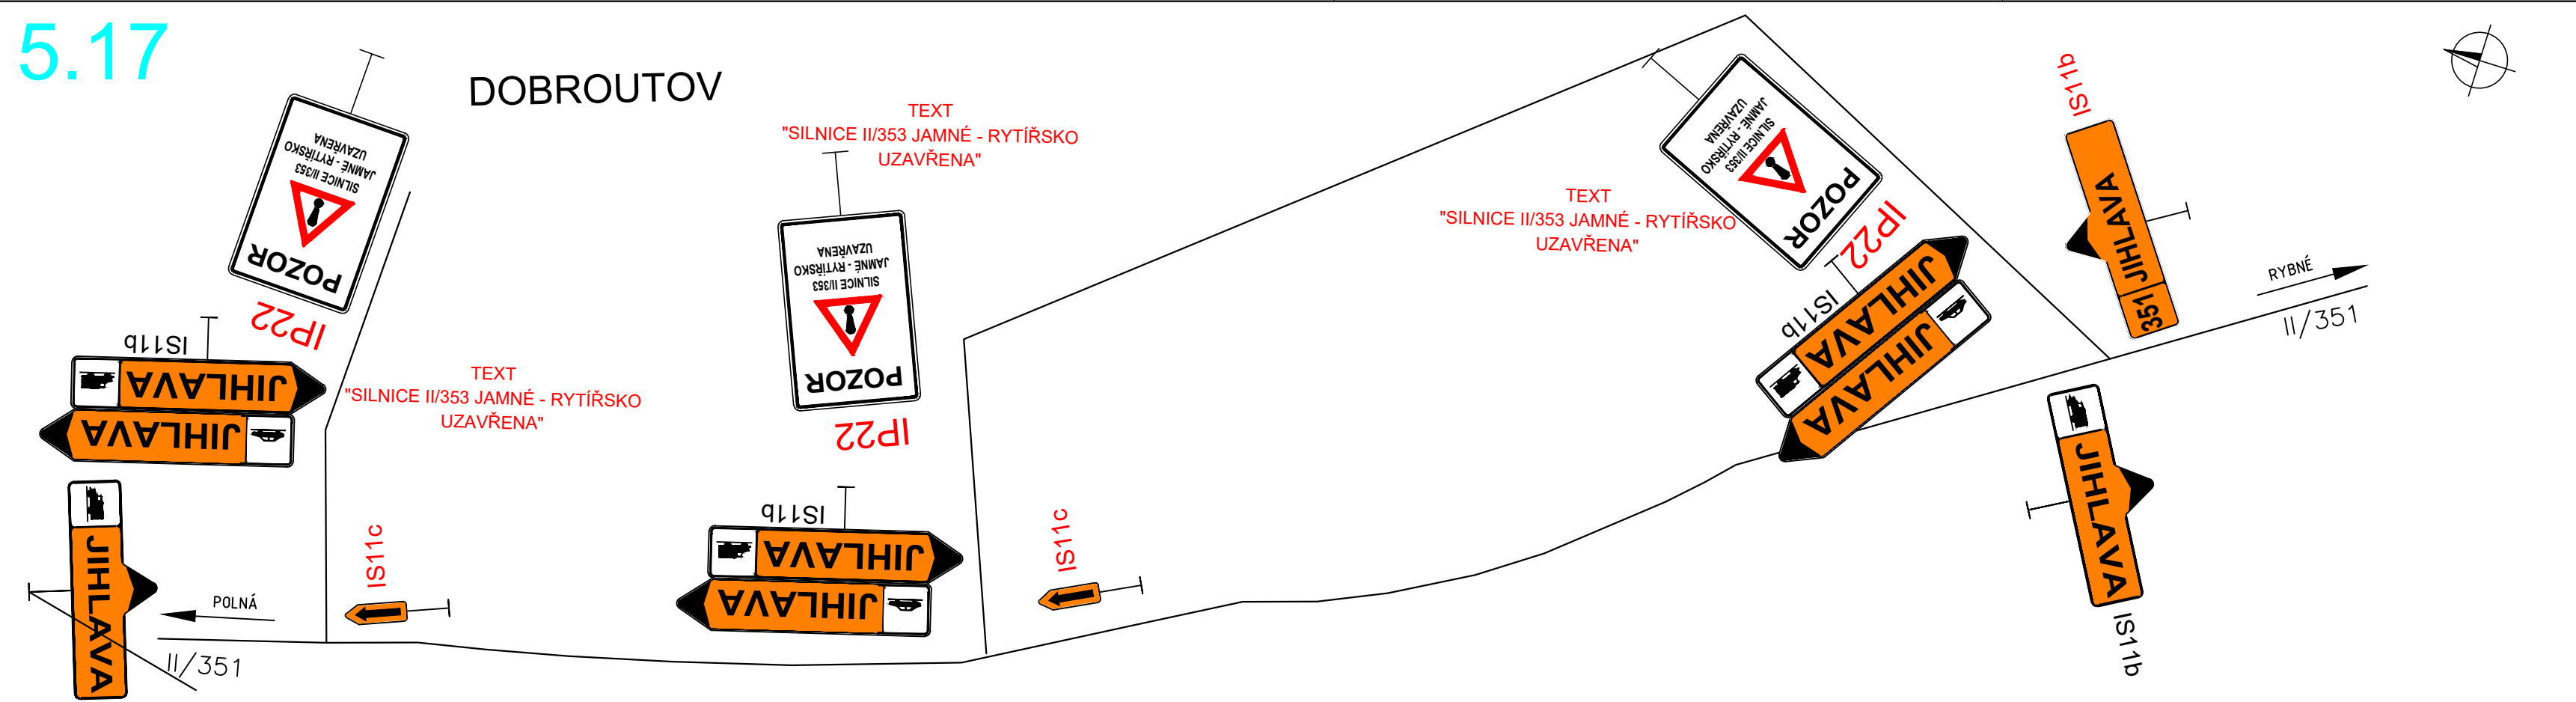 5.17
DOBROUTOV
POZOR
SILNICE II/353
JAMNÉ - RYTÍŘSKO
UZAVŘENA
IP22
IS11b
JIHLAVA
JIHLAVA
JIHLAVA
POLNÁ
II/351
TEXT
"SILNICE II/353 JAMNÉ - RYTÍŘSKO
UZAVŘENA"
IS11c
TEXT
"SILNICE II/353 JAMNÉ - RYTÍŘSKO
UZAVŘENA"
POZOR
SILNICE II/353
JAMNÉ - RYTÍŘSKO
UZAVŘENA
IP22
IS11b
JIHLAVA
JIHLAVA
IS11c
TEXT
"SILNICE II/353 JAMNÉ - RYTÍŘSKO
UZAVŘENA"
POZOR
SILNICE II/353
JAMNÉ - RYTÍŘSKO
UZAVŘENA
IP22
IS11b
JIHLAVA
JIHLAVA
IS11b
351 JIHLAVA
RYBNÉ
II/351
JIHLAVA
IS11b